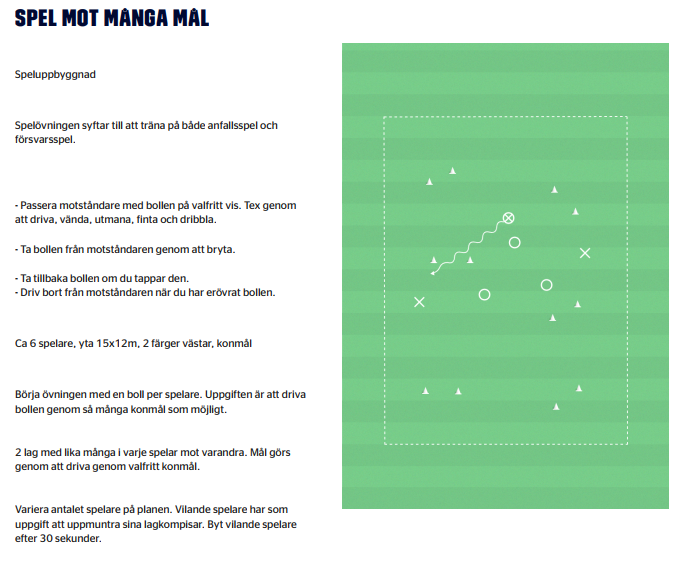 SPEL MOT MÅNGA MÅL
Speluppbyggnad
Spelövningen syftar till att träna på både anfallsspel och
försvarsspel.
- Passera motståndare med bollen på valfritt vis. Tex genom
att driva, vända, utmana, finta och dribbla.
- Ta bollen från motståndaren genom att bryta.
- Ta tillbaka bollen om du tappar den.
- Driv bort från motståndaren när du har erövrat bollen.
Ca 6 spelare, yta 15x12m, 2 färger västar, konmål
Börja övningen med en boll per spelare. Uppgiften är att driva
bollen genom så många konmål som möjligt.
2 lag med lika många i varje spelar mot varandra. Mål görs
genom att driva genom valfritt konmål.
Variera antalet spelare på planen. Vilande spelare har som
uppgift att uppmuntra sina lagkompisar. Byt vilande spelare
efter 30 sekunder.